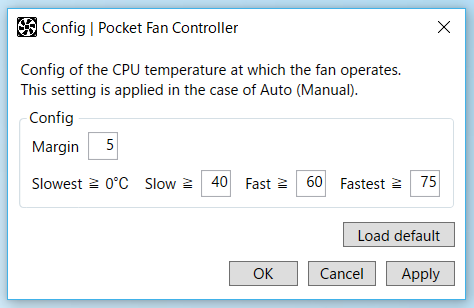 Config | Pocket Fan Controller
Config of the CPU temperature at which the fan operates.
This setting is applied in the case of Auto (Manual).
Config
Margin 5
Slowest ≧ 0°C Slow ≧ 40 Fast ≧ 60 Fastest ≧ 75
Load default
OK Cancel Apply